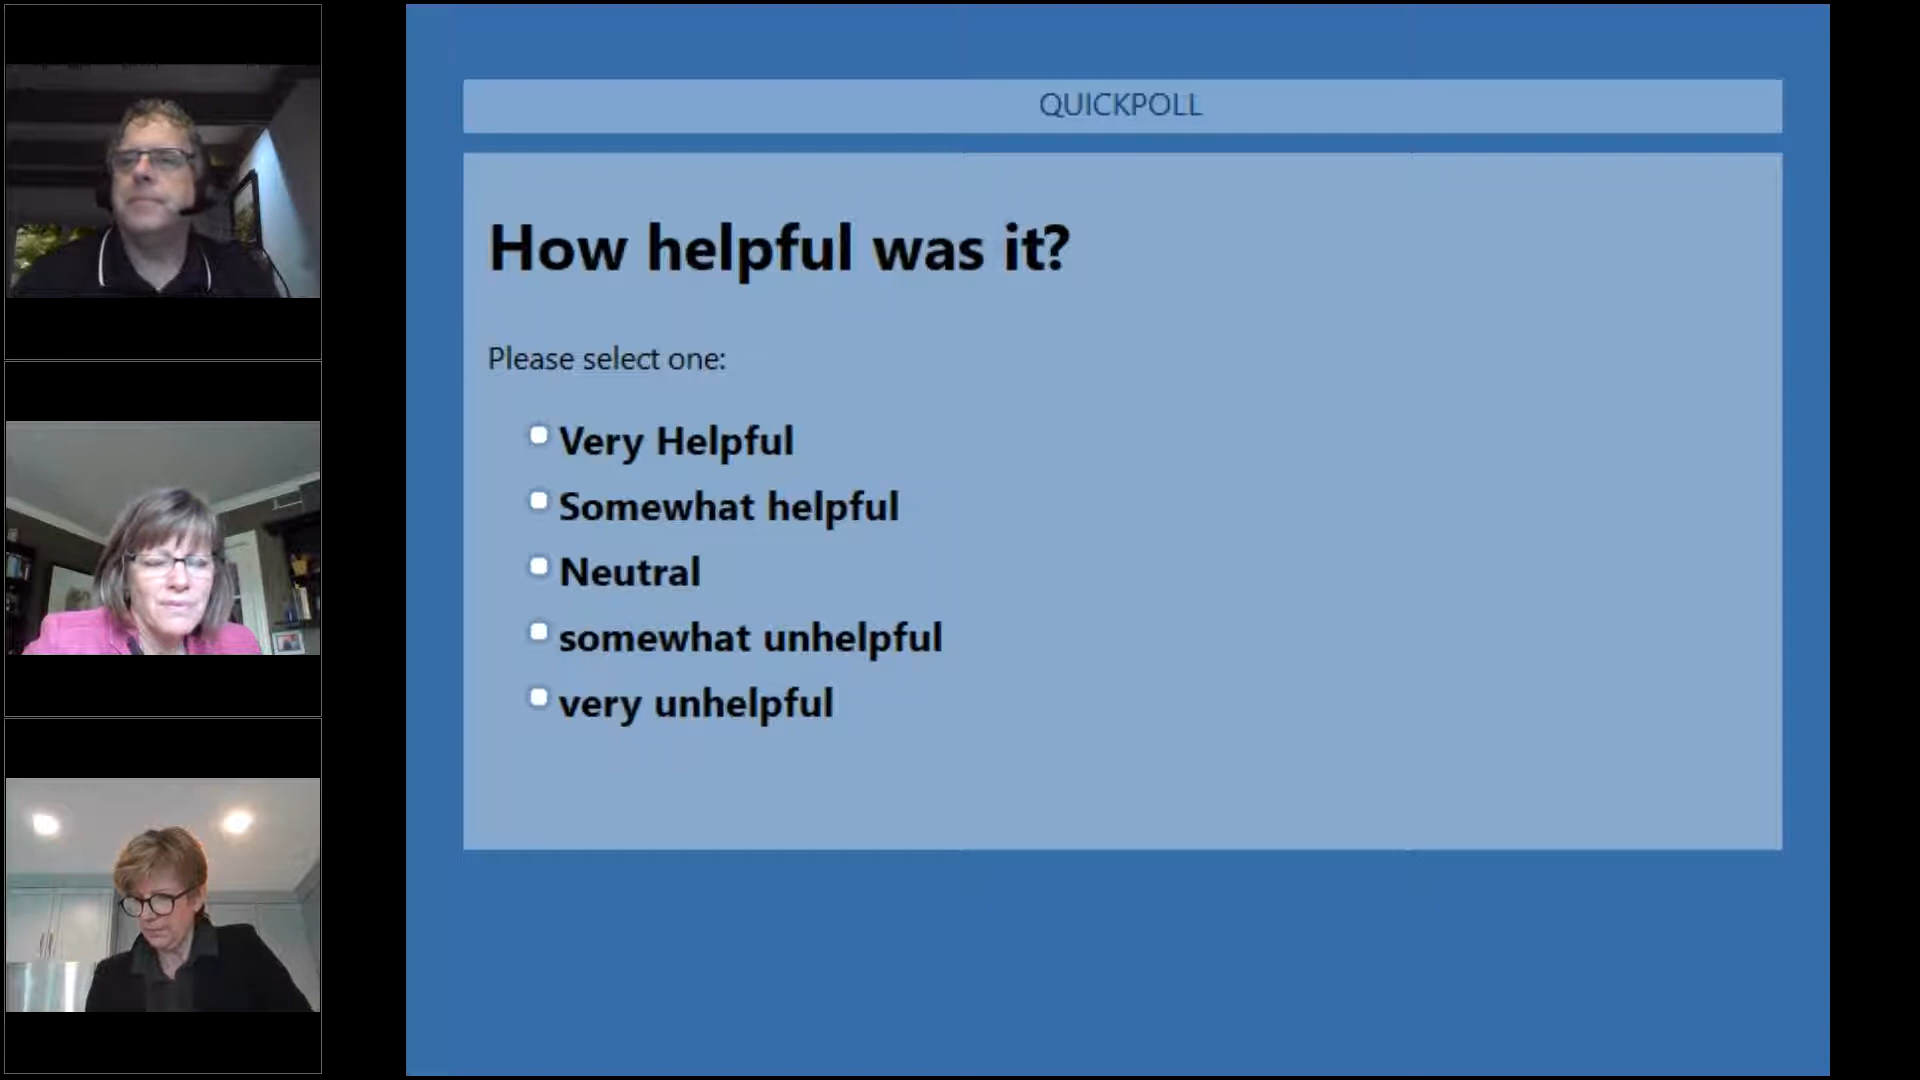 QUICKPOLL
How helpful was it?
Please select one:
Very Helpful
Somewhat helpful
Neutral
somewhat unhelpful
very unhelpful